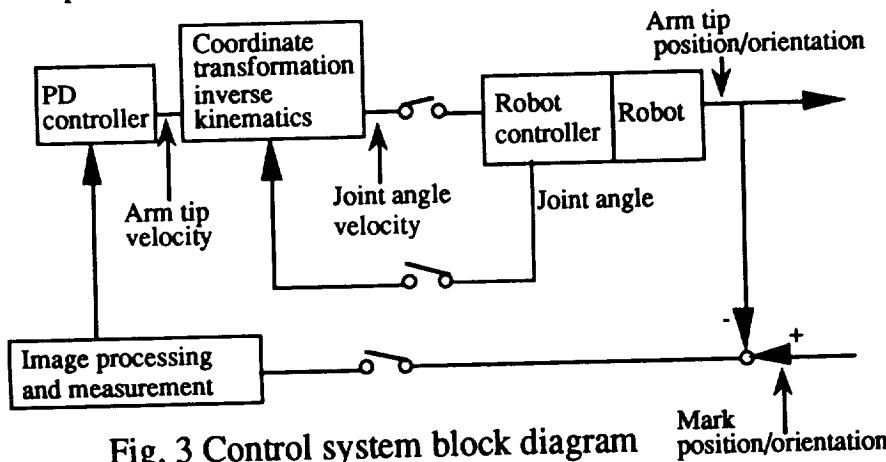 Arm tip
position/orientation
Coordinate
transformation
inverse
kinematics
PD
controller
Robot
controller
Robot
Arm tip
velocity
Joint angle
velocity
Joint angle
-
+
Image processing
and measurement
Mark
position/orientation
Fig. 3 Control system block diagram